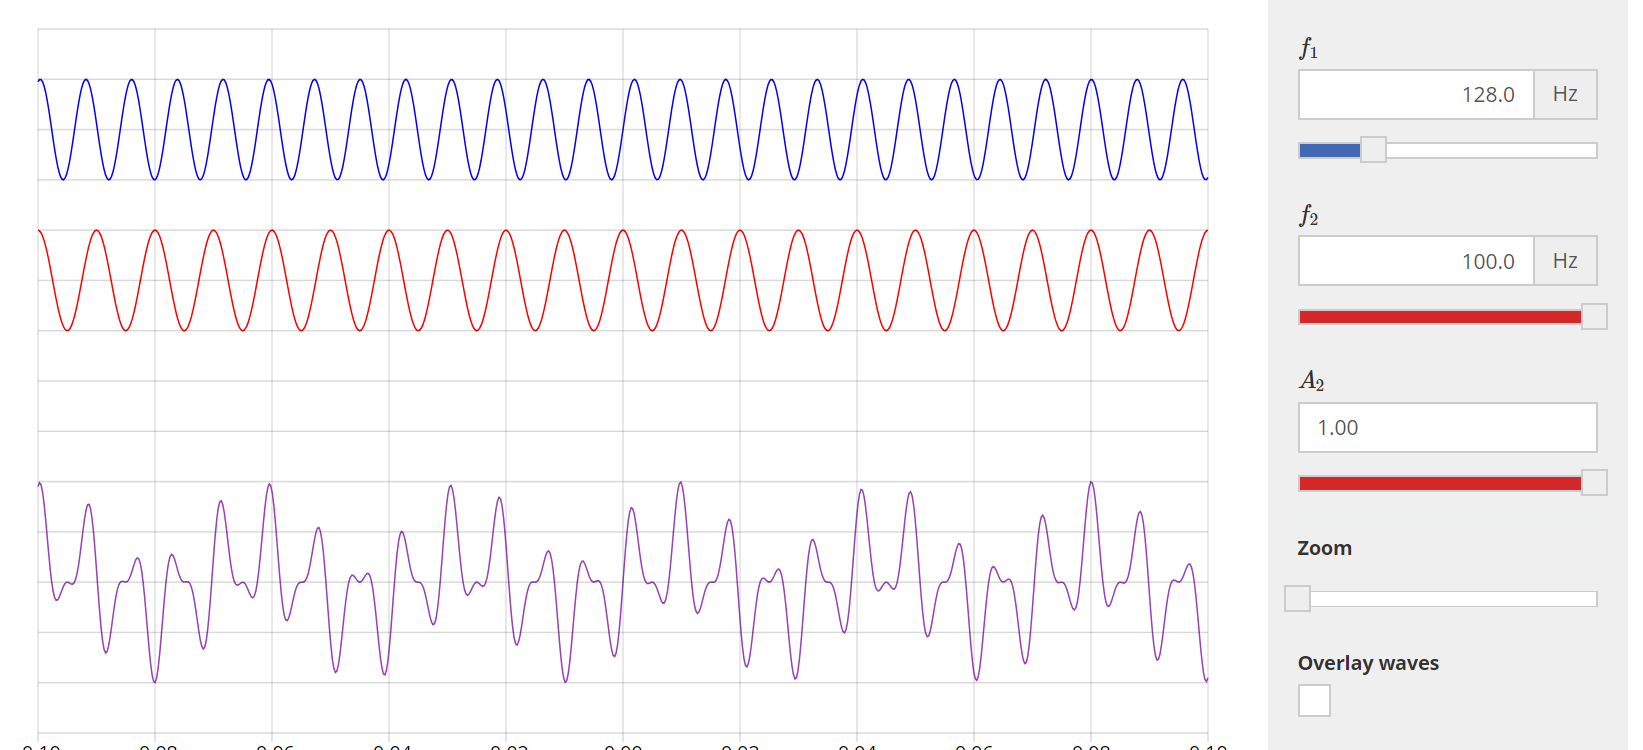 f₁
128.0 Hz
f₂
100.0 Hz
A₂
1.00
Zoom
Overlay waves